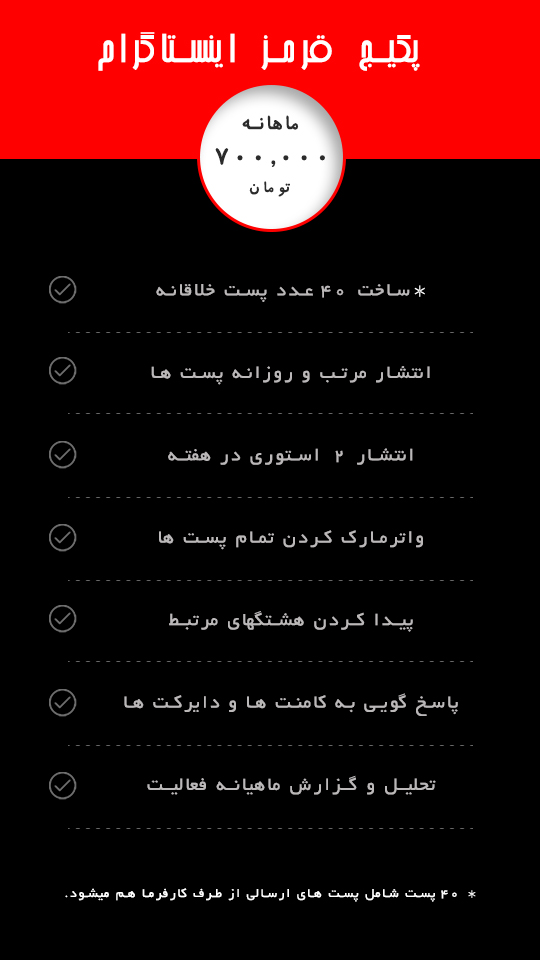 پکیج قرمز اینستاگرام
ماهانه
۷۰۰,۰۰۰
تومان
*ساخت ۴۰ عدد پست خلاقانه
انتشار مرتب و روزانه پست ها
انتشار ۲ استوری در هفته
واترمارک کردن تمام پست ها
پیدا کردن هشتگهای مرتبط
پاسخ گویی به کامنت ها و دایرکت ها
تحلیل و گزارش ماهیانه فعالیت
* ۴۰ پست شامل پست های ارسالی از طرف کارفرما هم میشود.